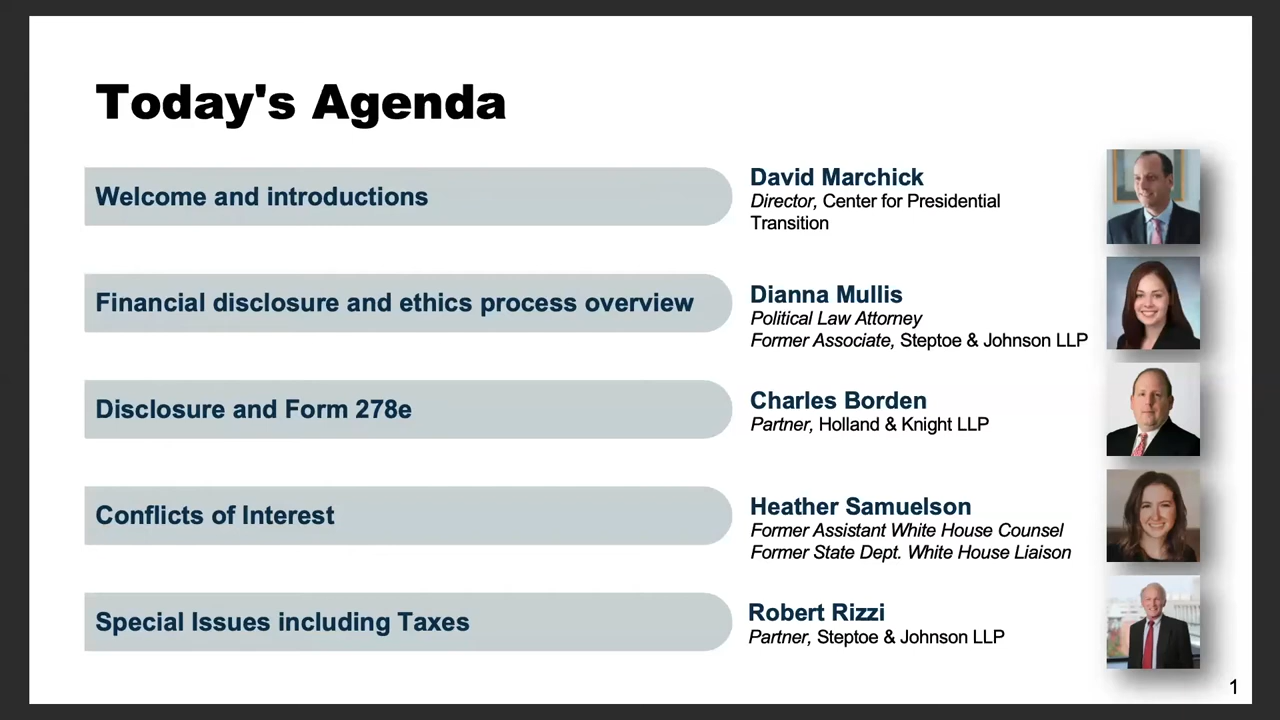 Today's Agenda
Welcome and introductions
David Marchick
Director, Center for Presidential
Transition
Financial disclosure and ethics process overview
Dianna Mullis
Political Law Attorney
Former Associate, Steptoe & Johnson LLP
Disclosure and Form 278e
Charles Borden
Partner, Holland & Knight LLP
Conflicts of Interest
Heather Samuelson
Former Assistant White House Counsel
Former State Dept. White House Liaison
Special Issues including Taxes
Robert Rizzi
Partner, Steptoe & Johnson LLP
1